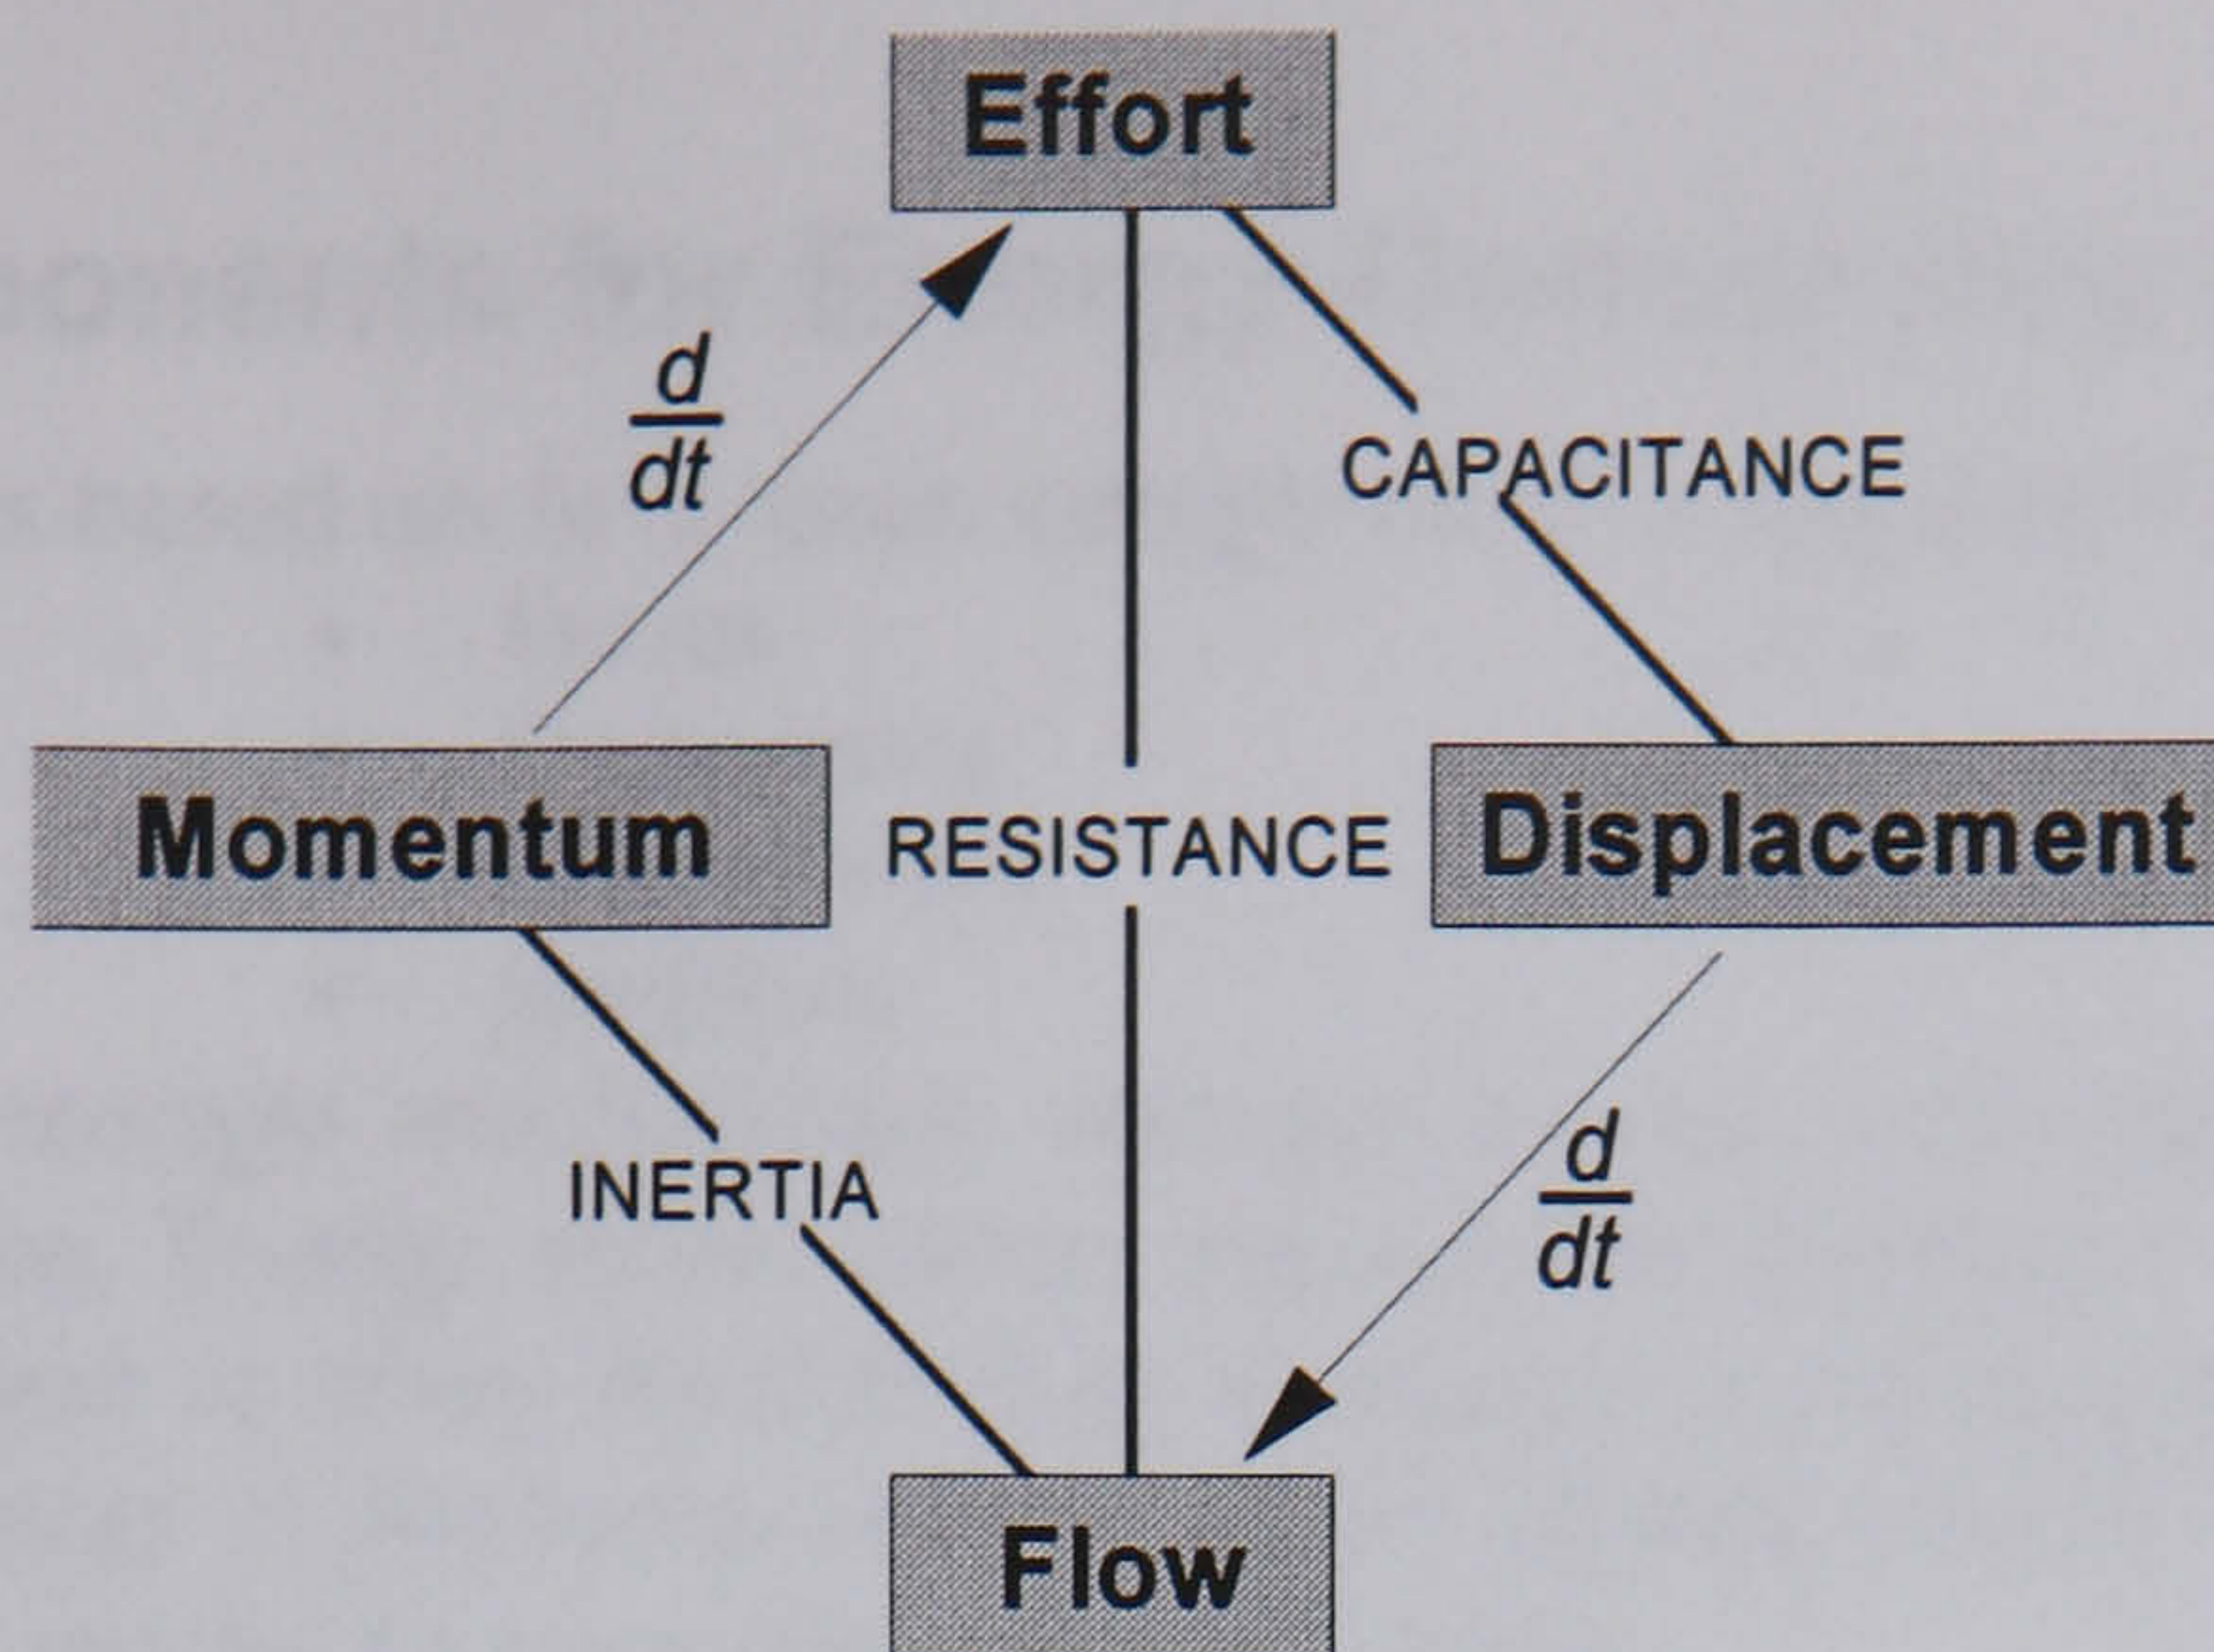 Effort
d
dt
CAPACITANCE
Momentum
RESISTANCE
Displacement
INERTIA
d
dt
Flow